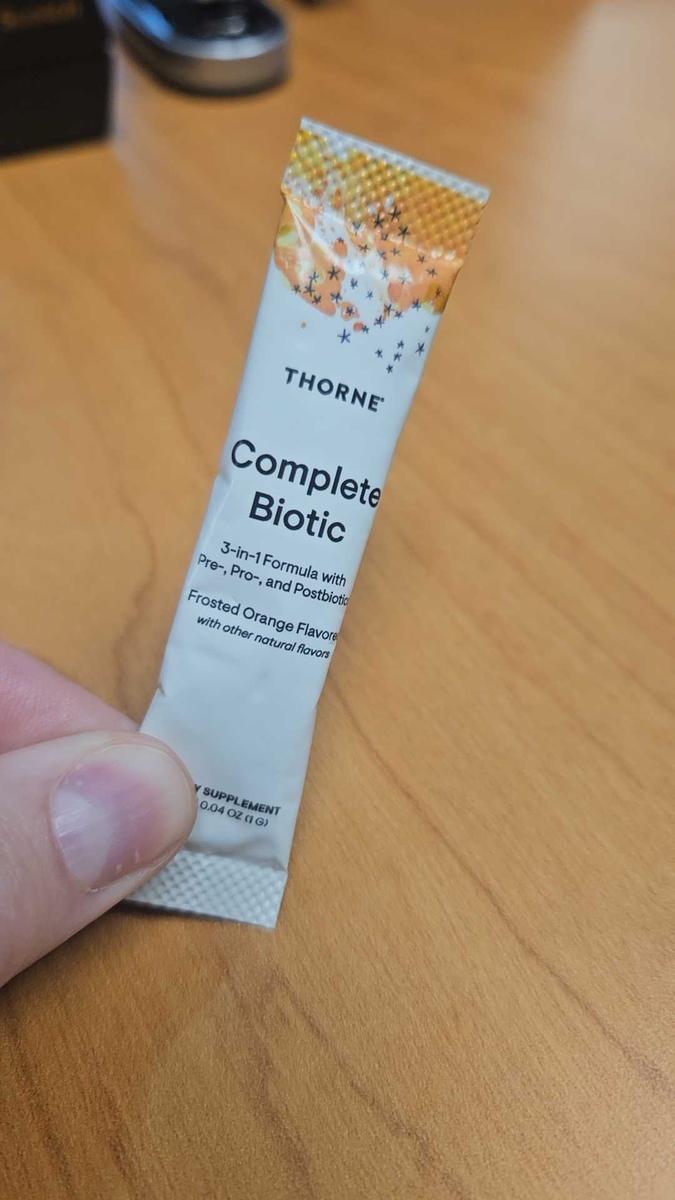 THORNE®
Complete
Biotic
3-in-1 Formula with
Pre-, Pro-, and Postbiotic
Frosted Orange Flavore
with other natural flavors
Y SUPPLEMENT
0.04 OZ (1 G)